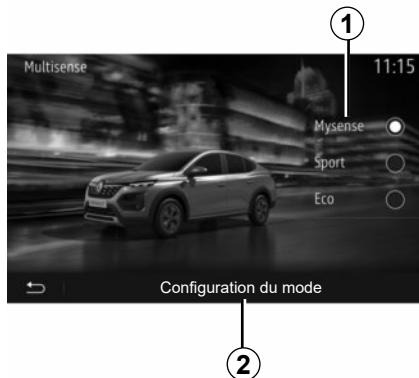 1
Multisense 11:15
Mysense
Sport
Eco
Configuration du mode
2